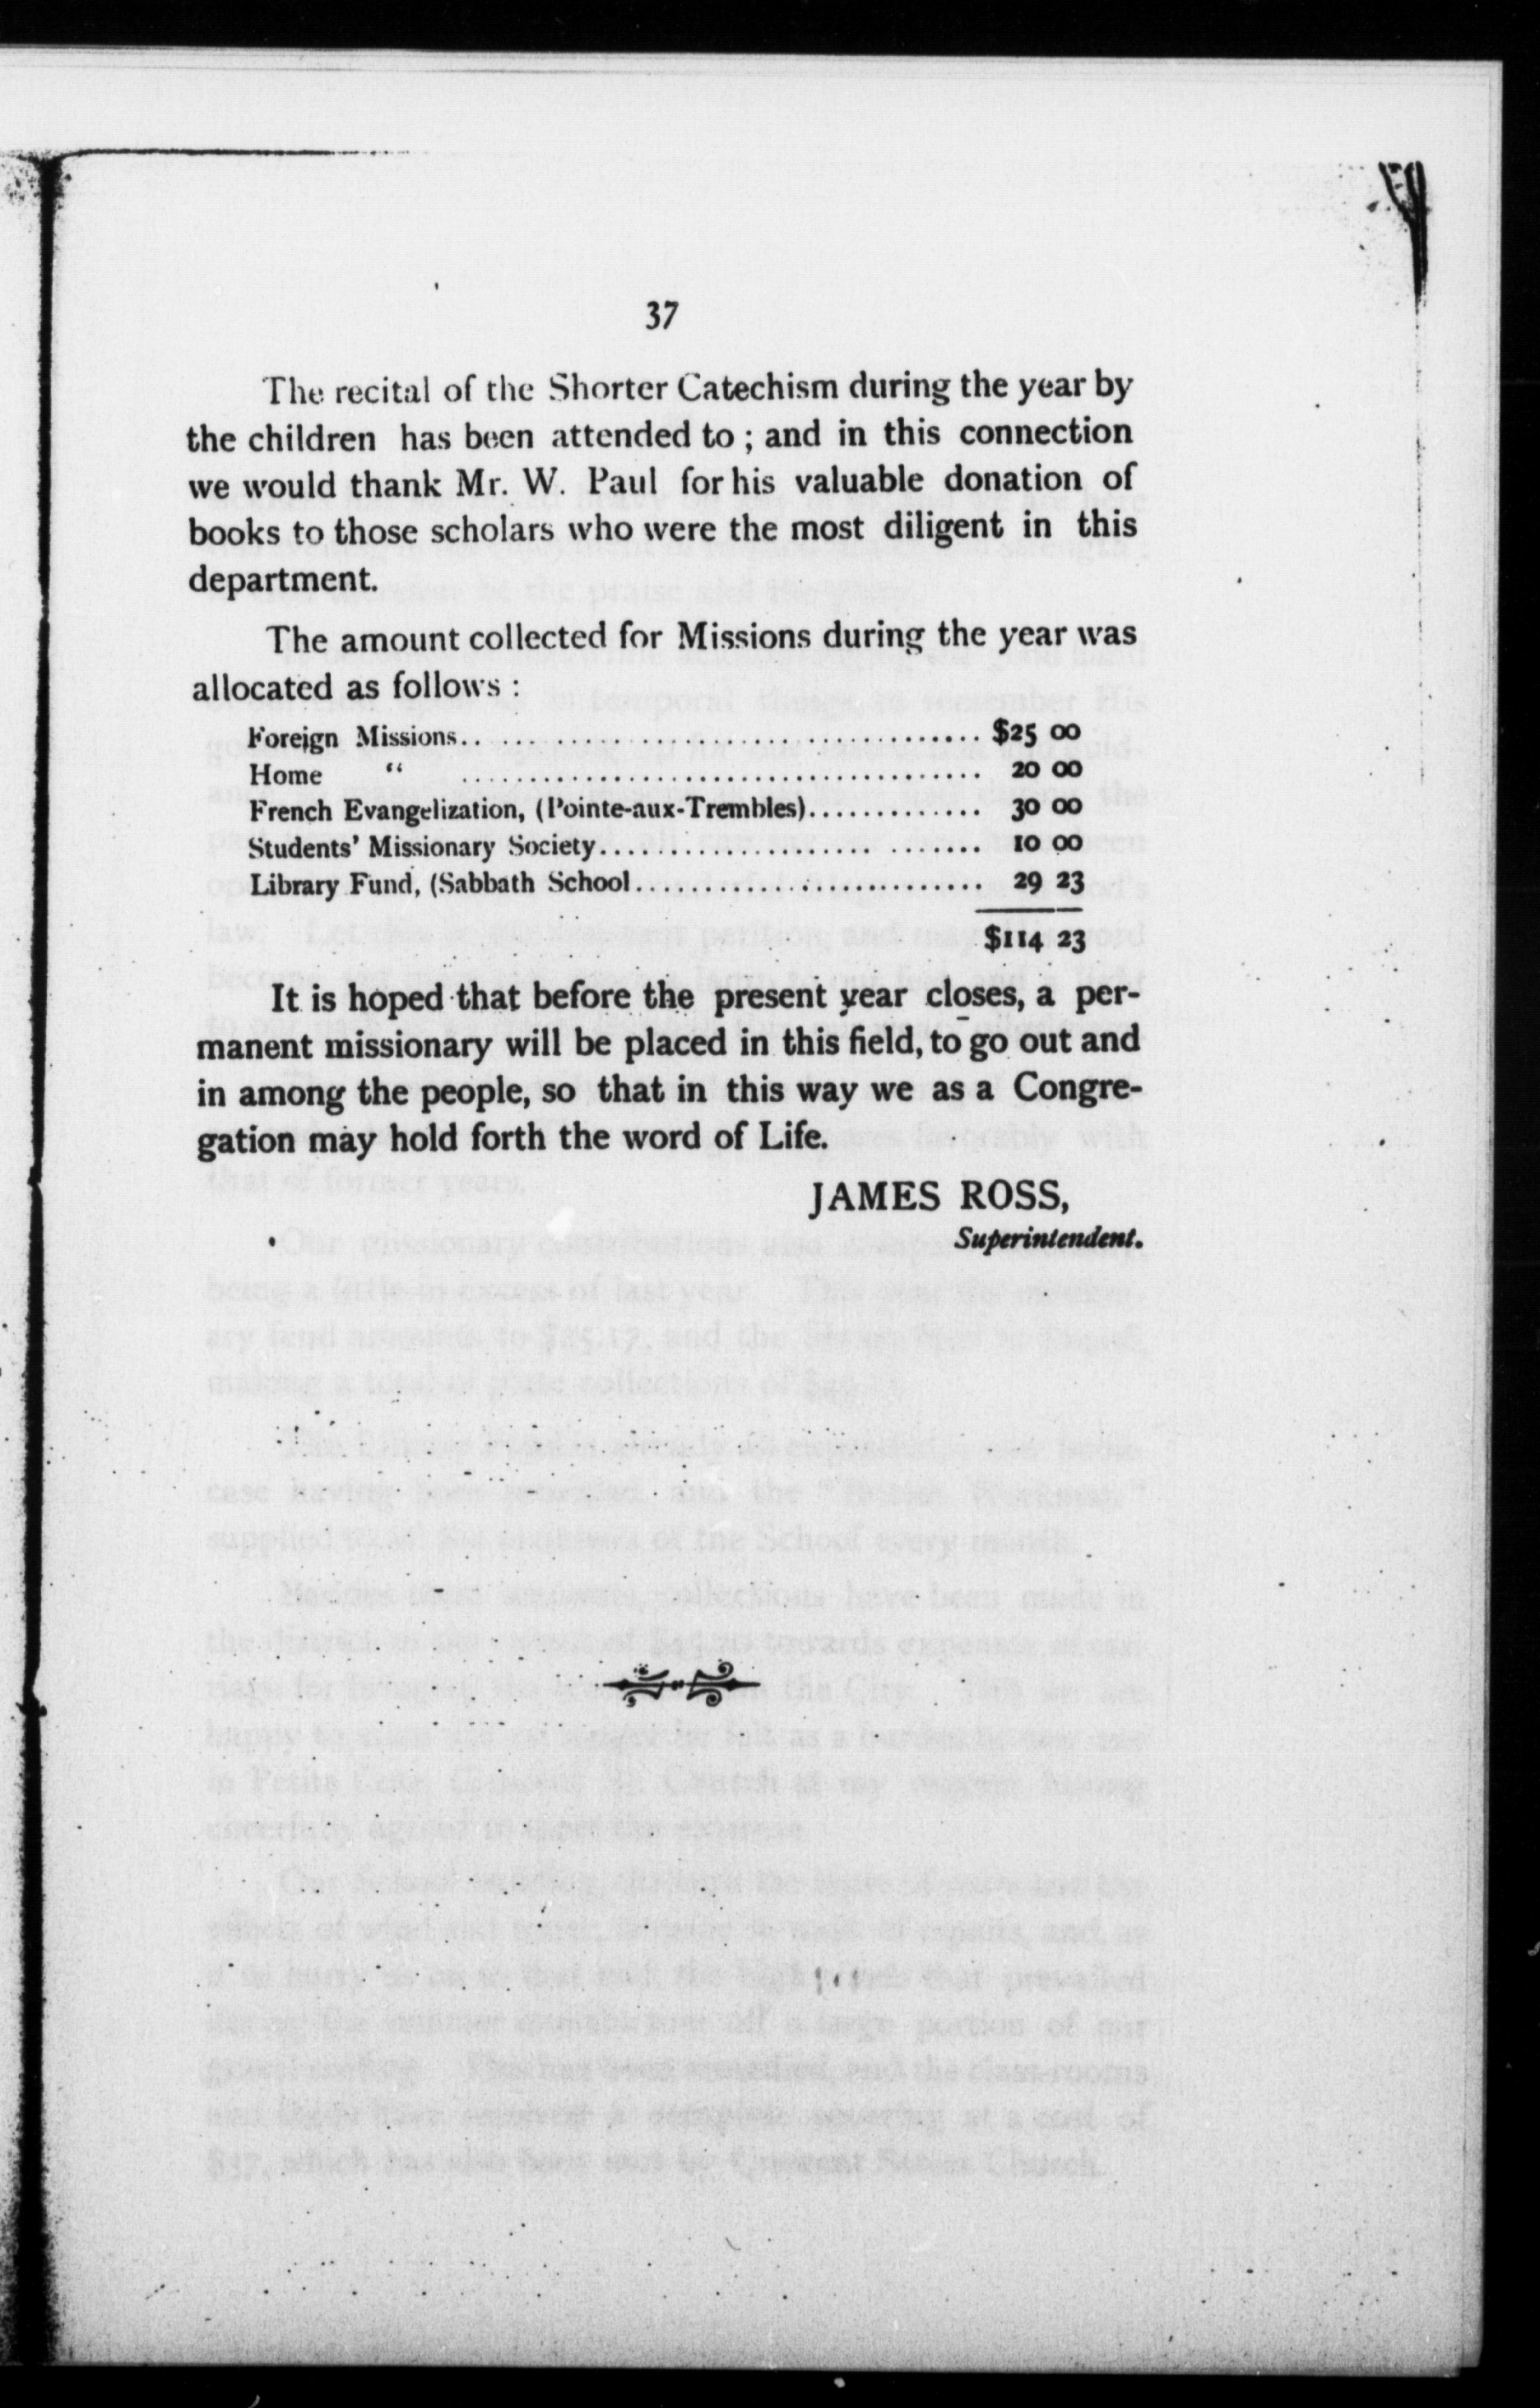 37
The recital of the Shorter Catechism during the year by
the children has been attended to ; and in this connection
we would thank Mr. W. Paul for his valuable donation of
books to those scholars who were the most diligent in this
department.
The amount collected for Missions during the year was
allocated as follows :
Foreign Missions.......................................... $25 00
Home " .......................................... 20 00
French Evangelization, (Pointe-aux-Trembles)............. 30 00
Students' Missionary Society............................. 10 00
Library Fund, (Sabbath School........................... 29 23
$114 23
It is hoped that before the present year closes, a per-
manent missionary will be placed in this field, to go out and
in among the people, so that in this way we as a Congre-
gation may hold forth the word of Life.
JAMES ROSS,
Superintendent.